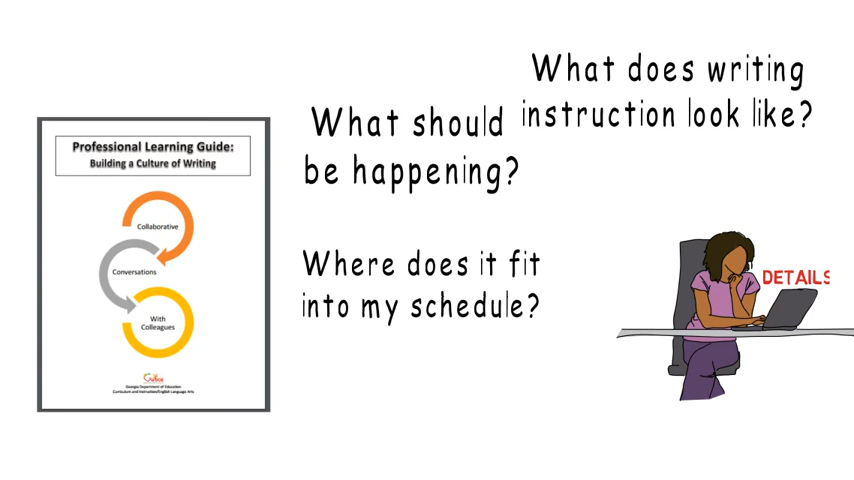 Professional Learning Guide:
Building a Culture of Writing
Collaborative
Conversations
With
Colleagues
Georgia Department of Education
Curriculum and Instruction/English Language Arts
What should
be happening?
What does writing
instruction look like?
Where does it fit
into my schedule?
DETAILS